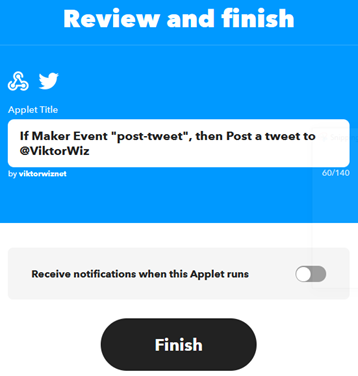 Review and finish
Applet Title
If Maker Event "post-tweet", then Post a tweet to
@ViktorWiz
by viktorwiznet 60/140
Receive notifications when this Applet runs
Finish